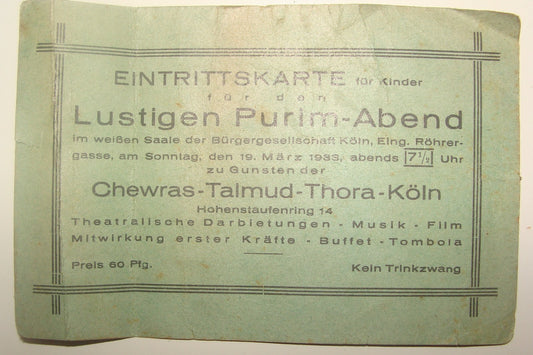 EINTRITTSKARTE für Kinder
für den
Lustigen Purim-Abend
im weißen Saale der Bürgergesellschaft Köln, Eing. Röhrer-
gasse, am Sonntag, den 19. März 1933, abends 7½ Uhr
zu Gunsten der
Chewras-Talmud-Thora-Köln
Hohenstaufenring 14
Theatralische Darbietungen - Musik - Film
Mitwirkung erster Kräfte - Buffet - Tombola
Preis 60 Pfg. Kein Trinkzwang